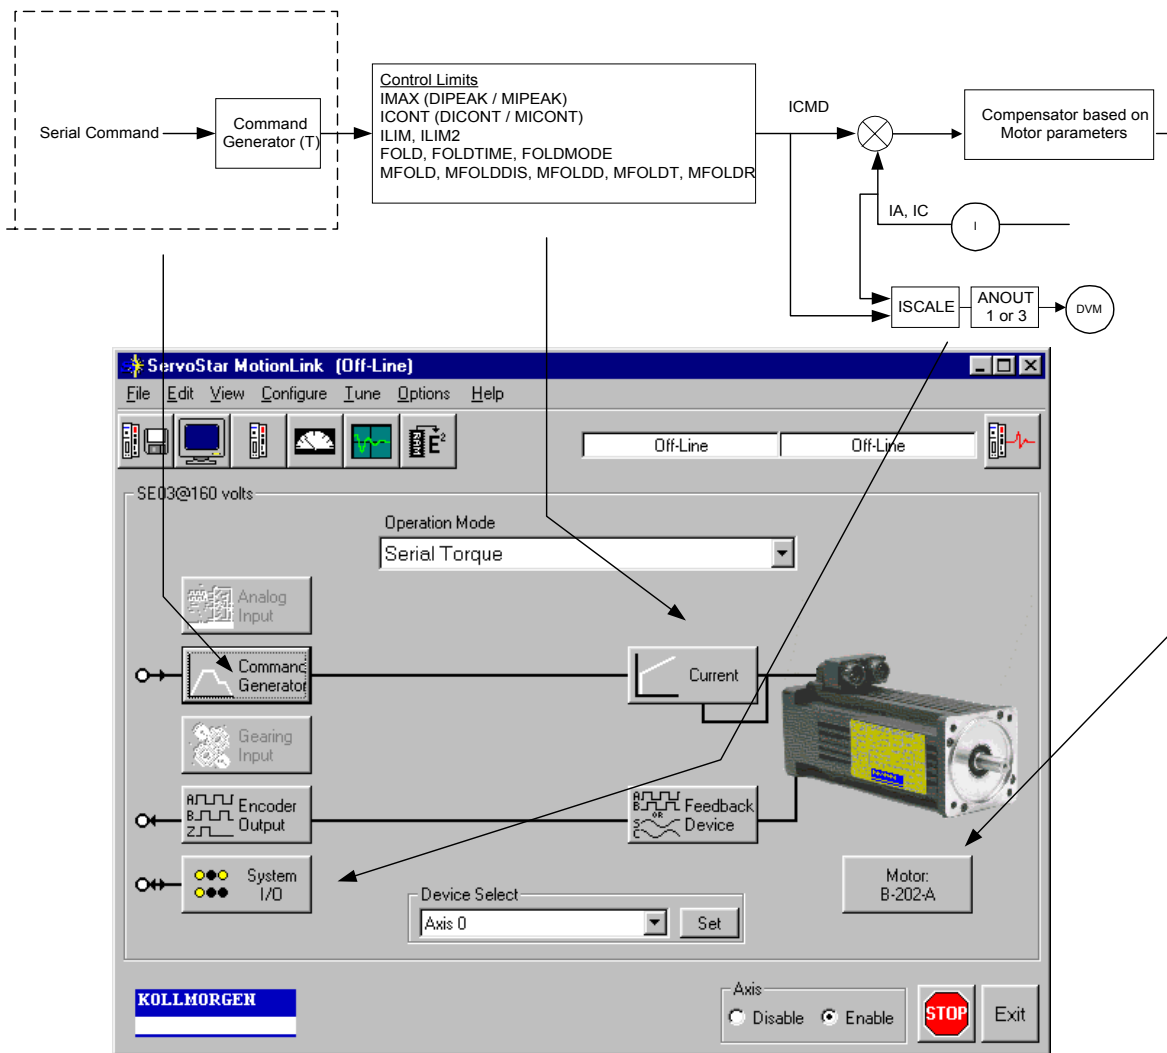 Control Limits
IMAX (DIPEAK / MIPEAK)
ICONT (DICONT / MICONT)
ILIM, ILIM2
FOLD, FOLDTIME, FOLDMODE
MFOLD, MFOLDDIS, MFOLDD, MFOLDT, MFOLDR
Serial Command
Command
Generator (T)
ICMD
Compensator based on
Motor parameters
IA, IC
I
ISCALE
ANOUT
1 or 3
DVM
ServoStar MotionLink (Off-Line)
File Edit View Configure Tune Options Help
E²
Off-Line
Off-Line
SE03@160 volts
Operation Mode
Serial Torque
Analog
Input
Command
Generator
Current
Gearing
Input
A
B
Z
Encoder
Output
A
B
OR
S
C
Feedback
Device
System
I/O
Motor:
B-202-A
Device Select
Axis 0
Set
KOLLMORGEN
Axis
Disable
Enable
STOP
Exit